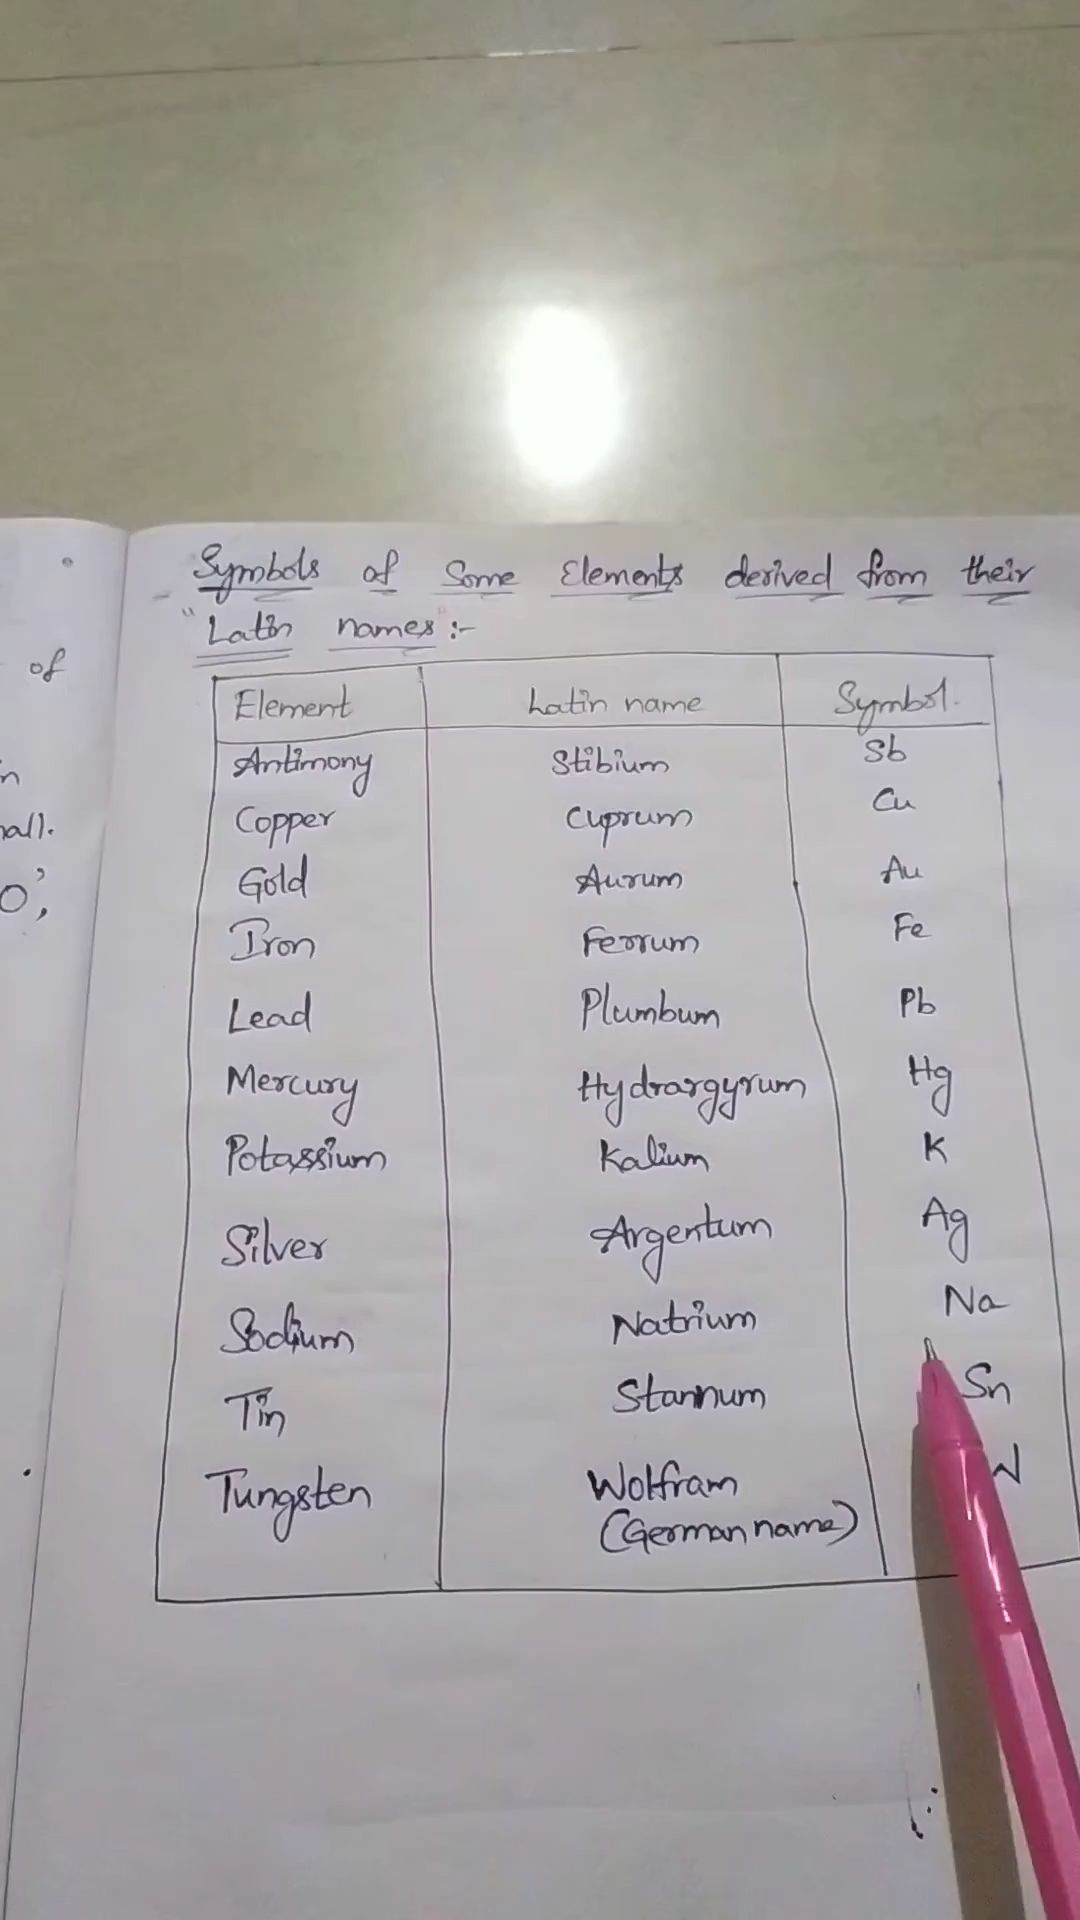 Symbols of Some Elements derived from their
"Latin names":-
Element Latin name Symbol.
Antimony Stibium Sb
Copper Cuprum Cu
Gold Aurum Au
Iron Ferrum Fe
Lead Plumbum Pb
Mercury Hydrargyrum Hg
Potassium Kalium K
Silver Argentum Ag
Sodium Natrium Na
Tin Stannum Sn
Tungsten Wolfram
(German name)
of